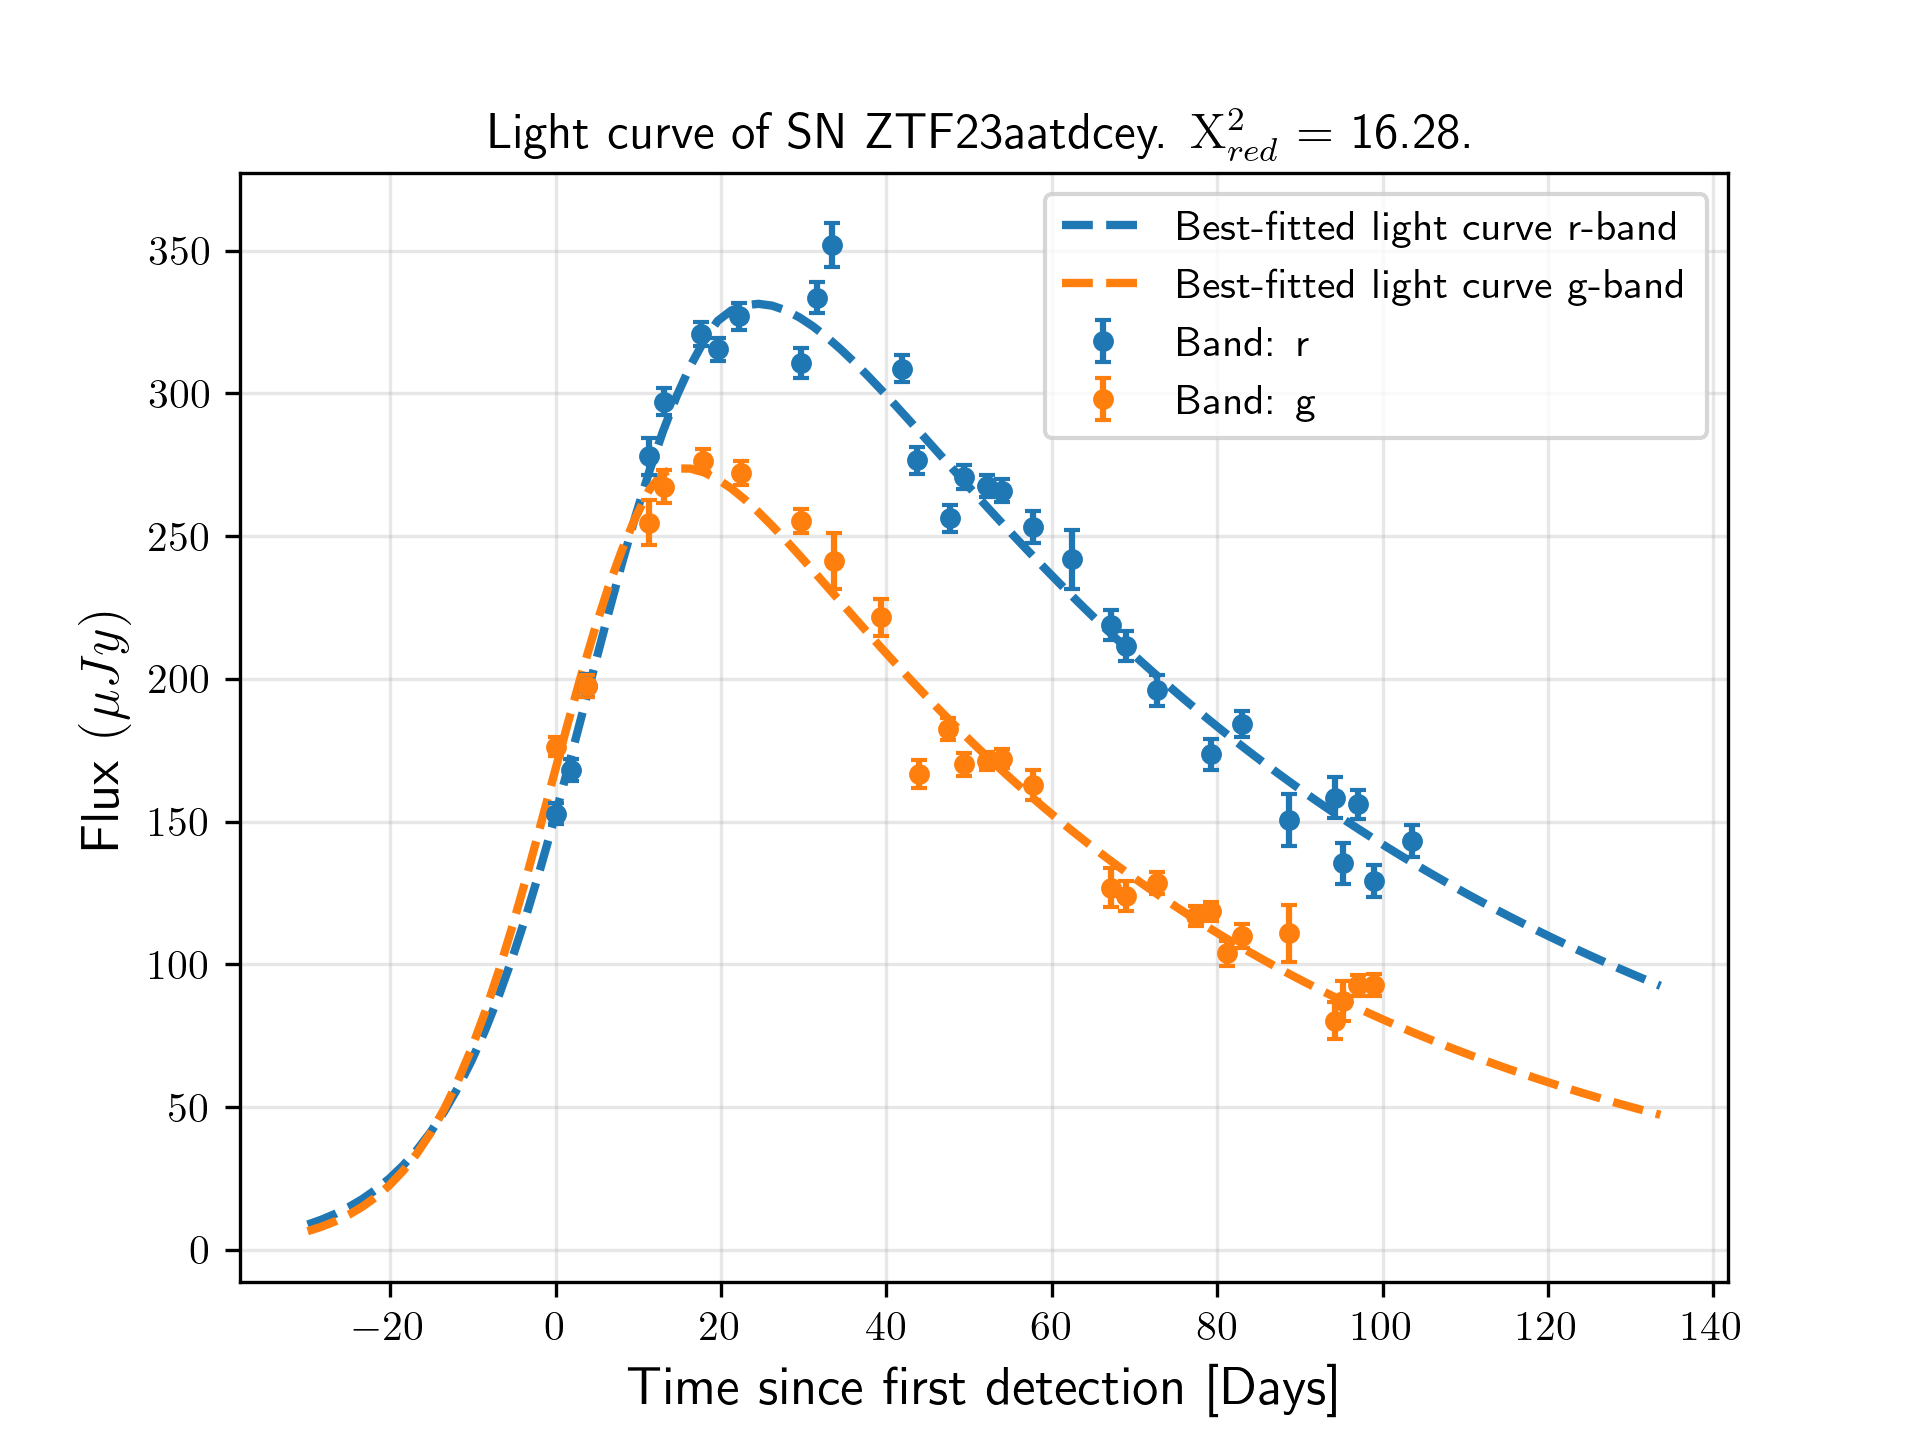 Light curve of SN ZTF23aatdcey. X²_red = 16.28.
Best-fitted light curve r-band
Best-fitted light curve g-band
Band: r
Band: g
Flux (μJy)
350
300
250
200
150
100
50
0
−20 0 20 40 60 80 100 120 140
Time since first detection [Days]